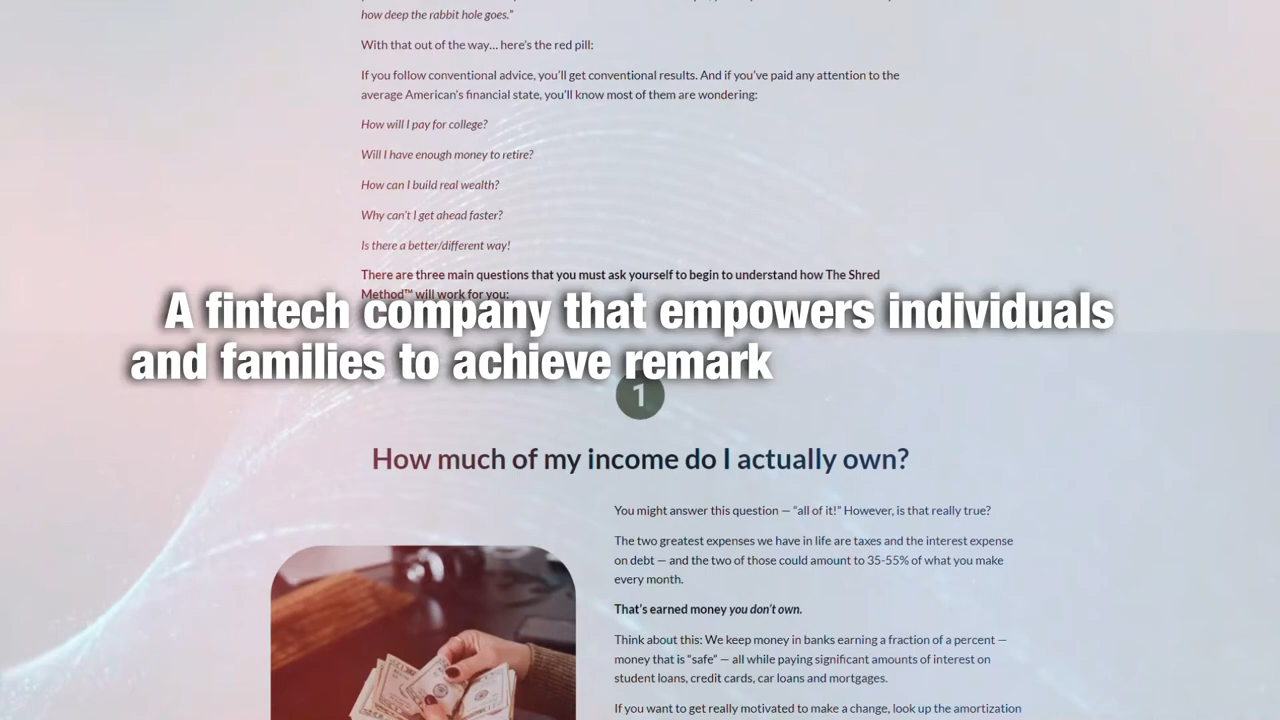 how deep the rabbit hole goes.”
With that out of the way… here’s the red pill:
If you follow conventional advice, you’ll get conventional results. And if you’ve paid any attention to the
average American’s financial state, you’ll know most of them are wondering:
How will I pay for college?
Will I have enough money to retire?
How can I build real wealth?
Why can’t I get ahead faster?
Is there a better/different way!
There are three main questions that you must ask yourself to begin to understand how The Shred
Method™ will work for you:
A fintech company that empowers individuals
and families to achieve remark
1
How much of my income do I actually own?
You might answer this question — “all of it!” However, is that really true?
The two greatest expenses we have in life are taxes and the interest expense
on debt — and the two of those could amount to 35-55% of what you make
every month.
That’s earned money you don’t own.
Think about this: We keep money in banks earning a fraction of a percent —
money that is “safe” — all while paying significant amounts of interest on
student loans, credit cards, car loans and mortgages.
If you want to get really motivated to make a change, look up the amortization